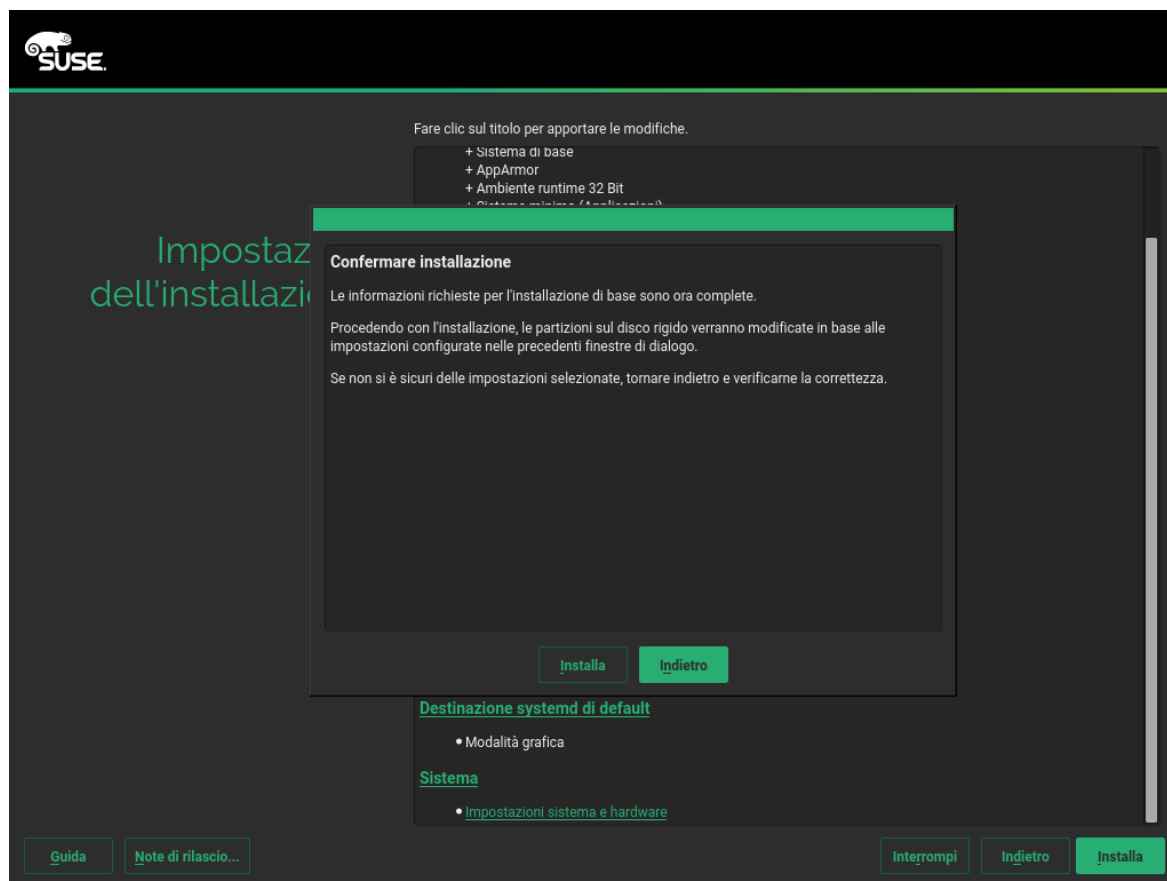 SUSE.
Fare clic sul titolo per apportare le modifiche.
+ Sistema di base
+ AppArmor
+ Ambiente runtime 32 Bit
+ Sistema minimo (Applicazioni)
Impostaz
dell'installazi
Confermare installazione
Le informazioni richieste per l'installazione di base sono ora complete.
Procedendo con l'installazione, le partizioni sul disco rigido verranno modificate in base alle
impostazioni configurate nelle precedenti finestre di dialogo.
Se non si è sicuri delle impostazioni selezionate, tornare indietro e verificarne la correttezza.
Installa
Indietro
Destinazione systemd di default
• Modalità grafica
Sistema
• Impostazioni sistema e hardware
Guida
Note di rilascio...
Interrompi
Indietro
Installa